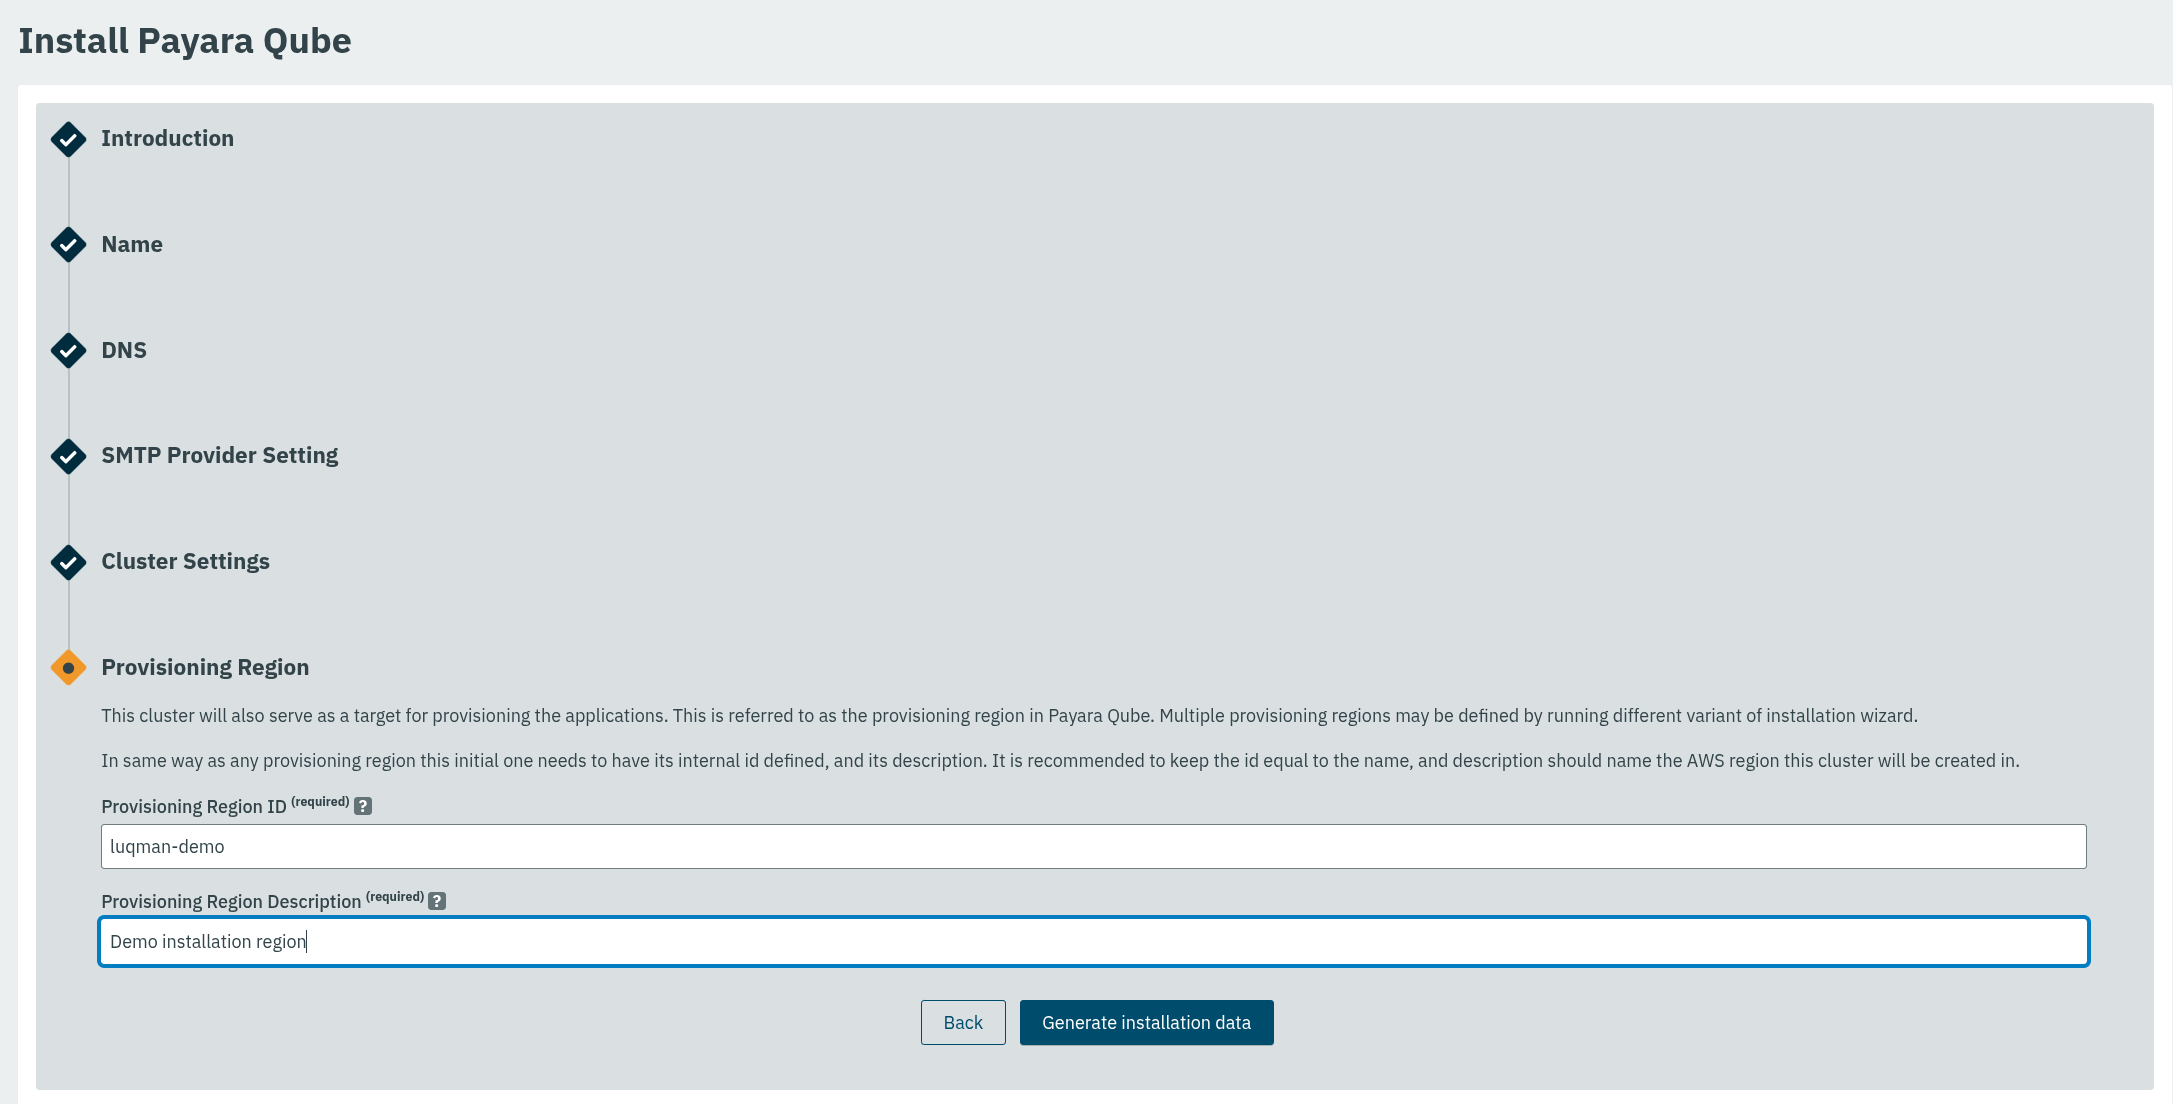 Install Payara Qube
Introduction
Name
DNS
SMTP Provider Setting
Cluster Settings
Provisioning Region
This cluster will also serve as a target for provisioning the applications. This is referred to as the provisioning region in Payara Qube. Multiple provisioning regions may be defined by running different variant of installation wizard.
In same way as any provisioning region this initial one needs to have its internal id defined, and its description. It is recommended to keep the id equal to the name, and description should name the AWS region this cluster will be created in.
Provisioning Region ID (required) ?
luqman-demo
Provisioning Region Description (required) ?
Demo installation region
Back Generate installation data